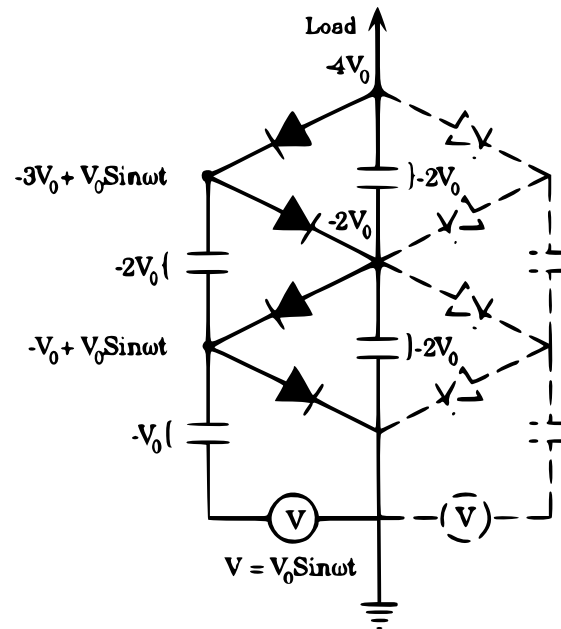 Load
-4V₀
-3V₀ + V₀Sinωt
}-2V₀
-2V₀
-2V₀{
-V₀ + V₀Sinωt
}-2V₀
-V₀{
V
(V)
V = V₀Sinωt